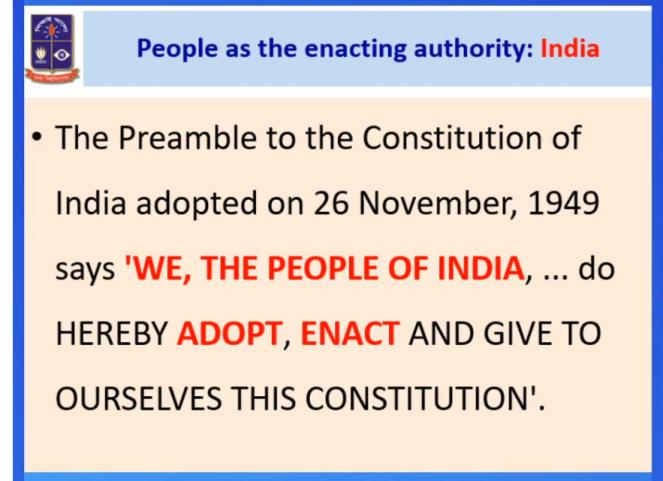 People as the enacting authority: India
• The Preamble to the Constitution of
India adopted on 26 November, 1949
says 'WE, THE PEOPLE OF INDIA, ... do
HEREBY ADOPT, ENACT AND GIVE TO
OURSELVES THIS CONSTITUTION'.